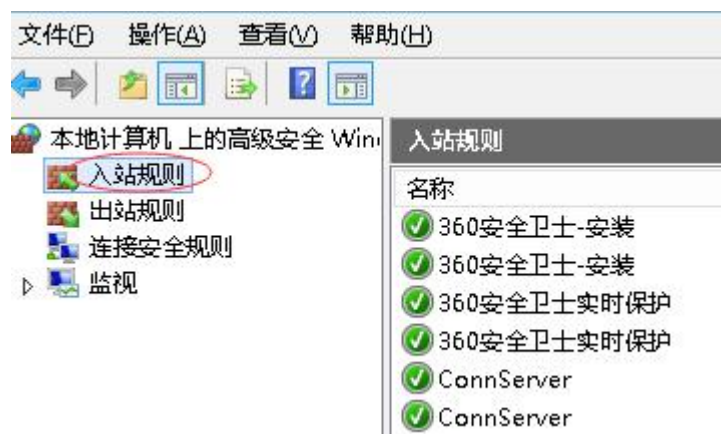 文件(F) 操作(A) 查看(V) 帮助(H)
本地计算机 上的高级安全 Win
入站规则
出站规则
连接安全规则
监视
入站规则
名称
360安全卫士-安装
360安全卫士-安装
360安全卫士实时保护
360安全卫士实时保护
ConnServer
ConnServer